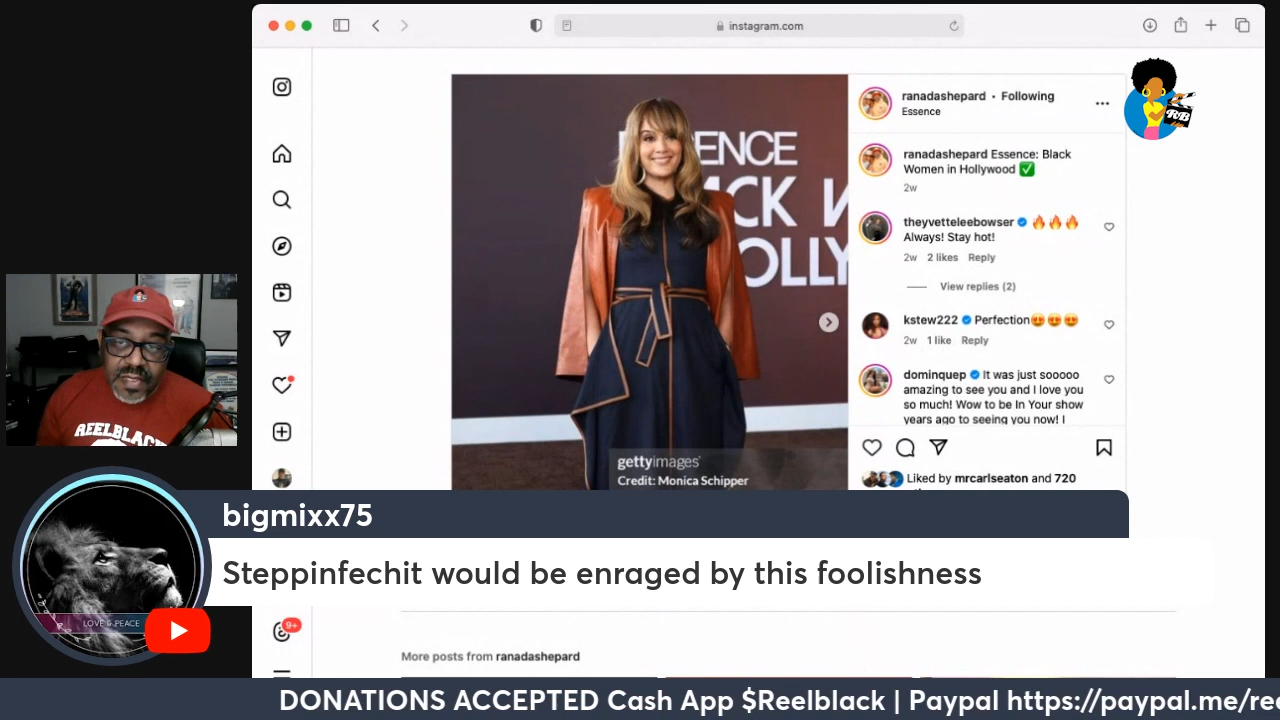 instagram.com
ESSENCE
CK W
OLLY
gettyimages
Credit: Monica Schipper
RB
ranadashepard • Following
Essence
ranadashepard Essence: Black
Women in Hollywood
2w
theyvetteleebowser
Always! Stay hot!
2w 2 likes Reply
View replies (2)
kstew222 Perfection
2w 1 like Reply
dominquep It was just sooooo
amazing to see you and I love you
so much! Wow to be In Your show
years ago to seeing you now! I
Liked by mrcarlseaton and 720
REELBLACK
bigmixx75
Steppinfechit would be enraged by this foolishness
LOVE & PEACE
9+
More posts from ranadashepard
DONATIONS ACCEPTED Cash App $Reelblack | Paypal https://paypal.me/ree